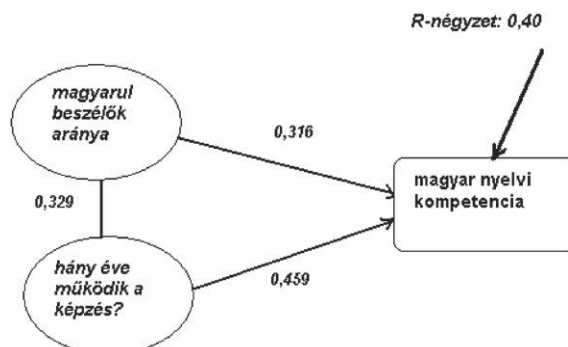 R-négyzet: 0,40
magyarul
beszélők
aránya
0,316
magyar nyelvi
kompetencia
0,329
hány éve
működik a
képzés?
0,459